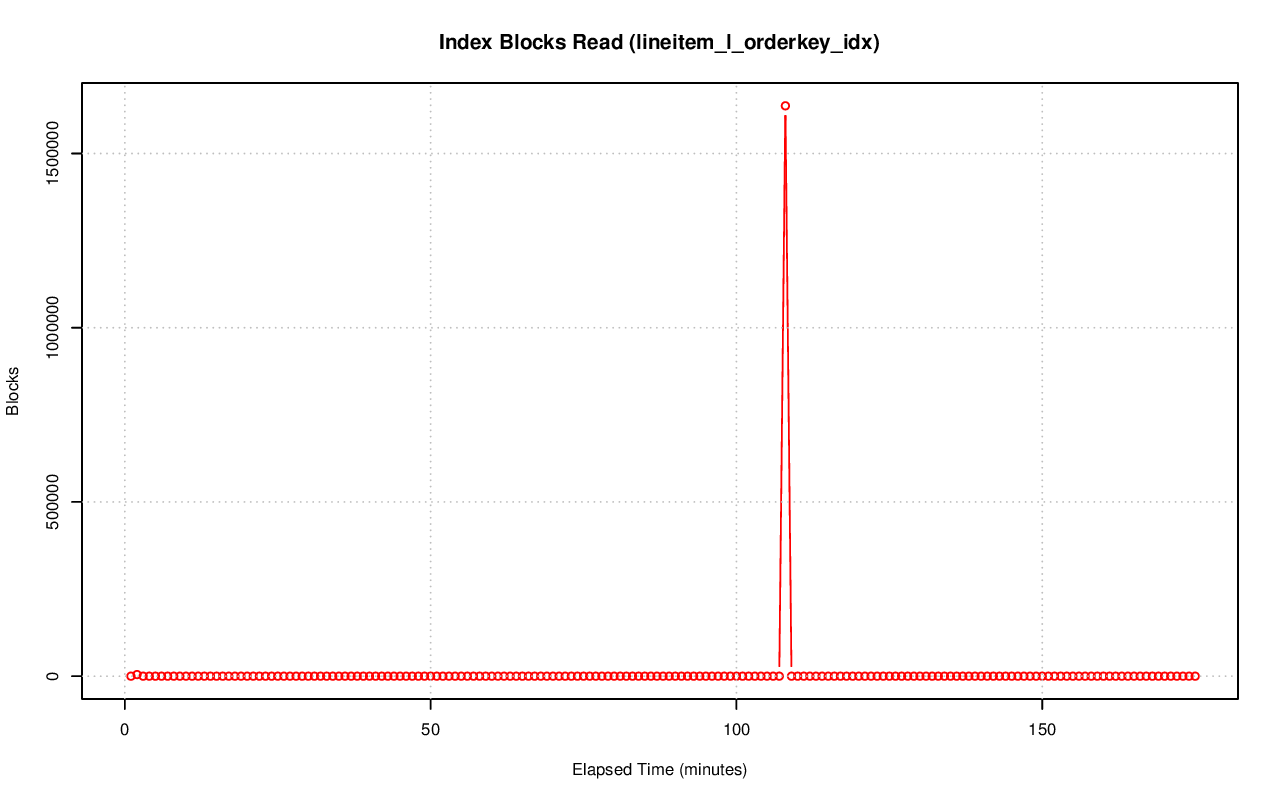 Index Blocks Read (lineitem_l_orderkey_idx)
Blocks
1500000
1000000
500000
0
0
50
100
150
Elapsed Time (minutes)